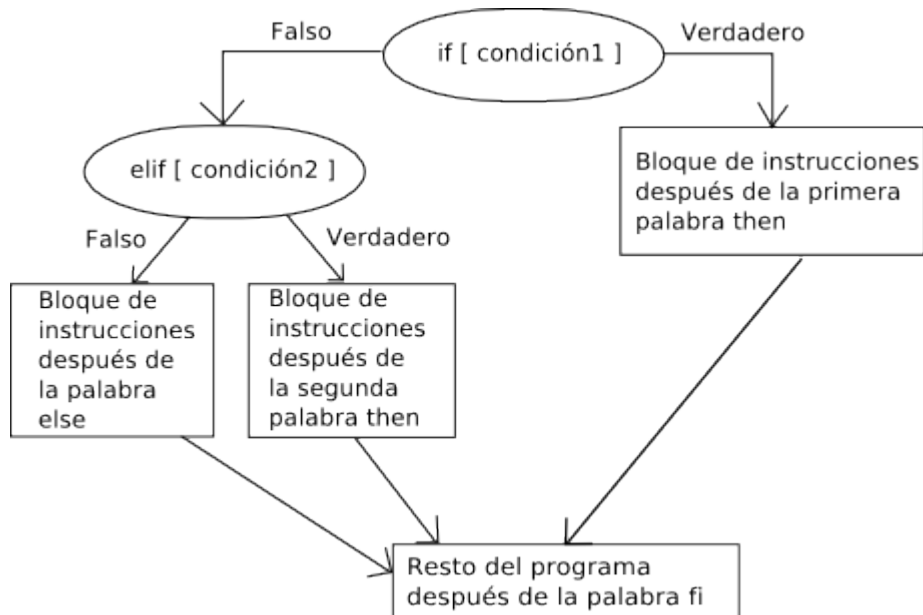 Falso
if [ condición1 ]
Verdadero
elif [ condición2 ]
Bloque de instrucciones
después de la primera
palabra then
Falso
Verdadero
Bloque de
instrucciones
después de
la palabra
else
Bloque de
instrucciones
después de
la segunda
palabra then
Resto del programa
después de la palabra fi